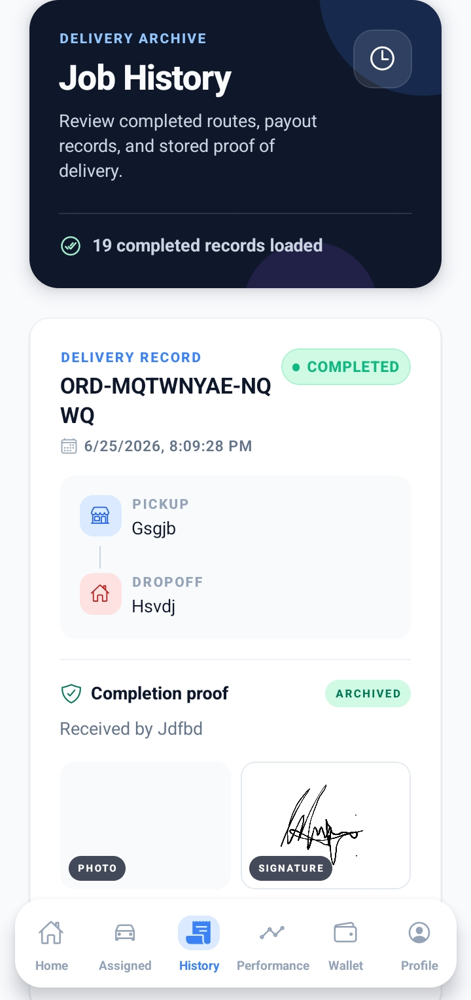 DELIVERY ARCHIVE
Job History
Review completed routes, payout
records, and stored proof of
delivery.
19 completed records loaded
DELIVERY RECORD
COMPLETED
ORD-MQTWNYAE-NQ
WQ
6/25/2026, 8:09:28 PM
PICKUP
Gsgjb
DROPOFF
Hsvdj
Completion proof
ARCHIVED
Received by Jdfbd
PHOTO
SIGNATURE
Home
Assigned
History
Performance
Wallet
Profile